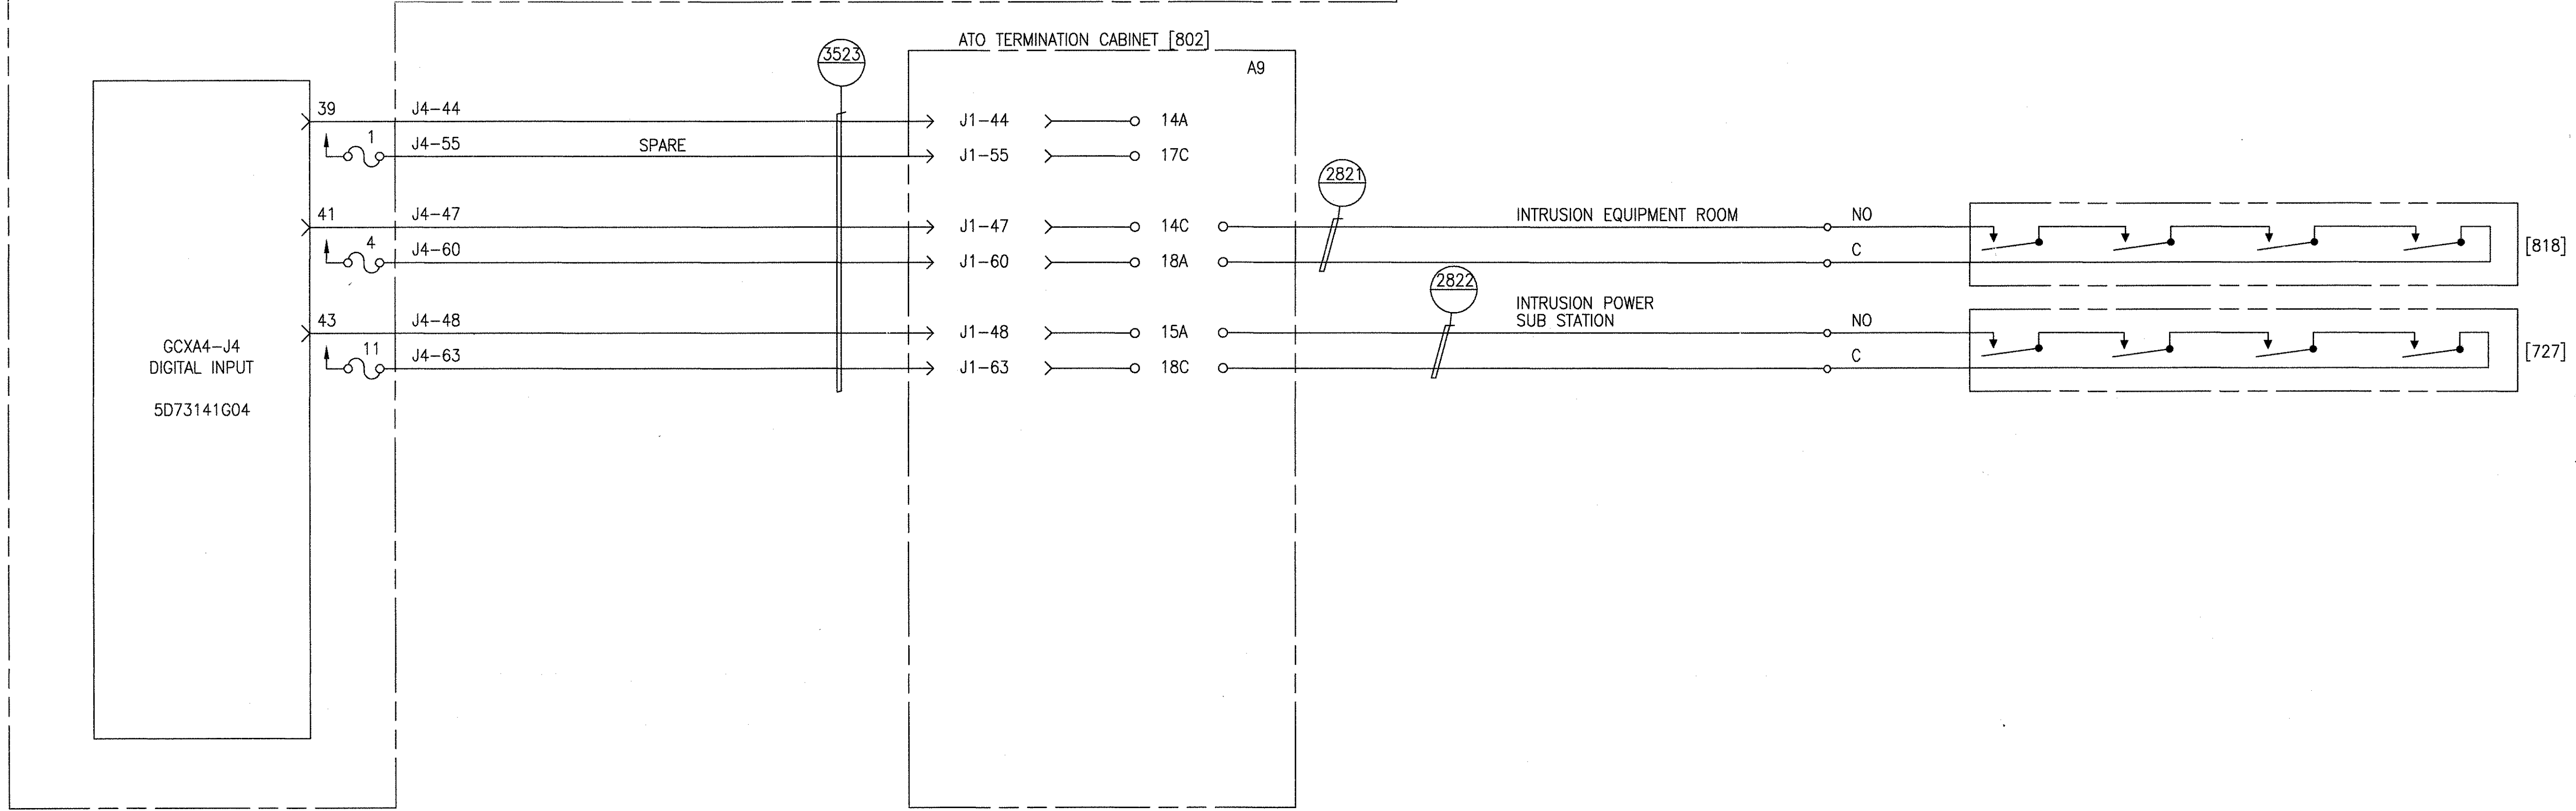 ATO TERMINATION CABINET [802]
A9
3523
39 J4-44 J1-44 14A
1 J4-55 SPARE J1-55 17C
2821
41 J4-47 J1-47 14C INTRUSION EQUIPMENT ROOM NO
4 J4-60 J1-60 18A C [818]
2822
INTRUSION POWER
SUB STATION
43 J4-48 J1-48 15A NO
11 J4-63 J1-63 18C C [727]
GCXA4-J4
DIGITAL INPUT
5D73141G04